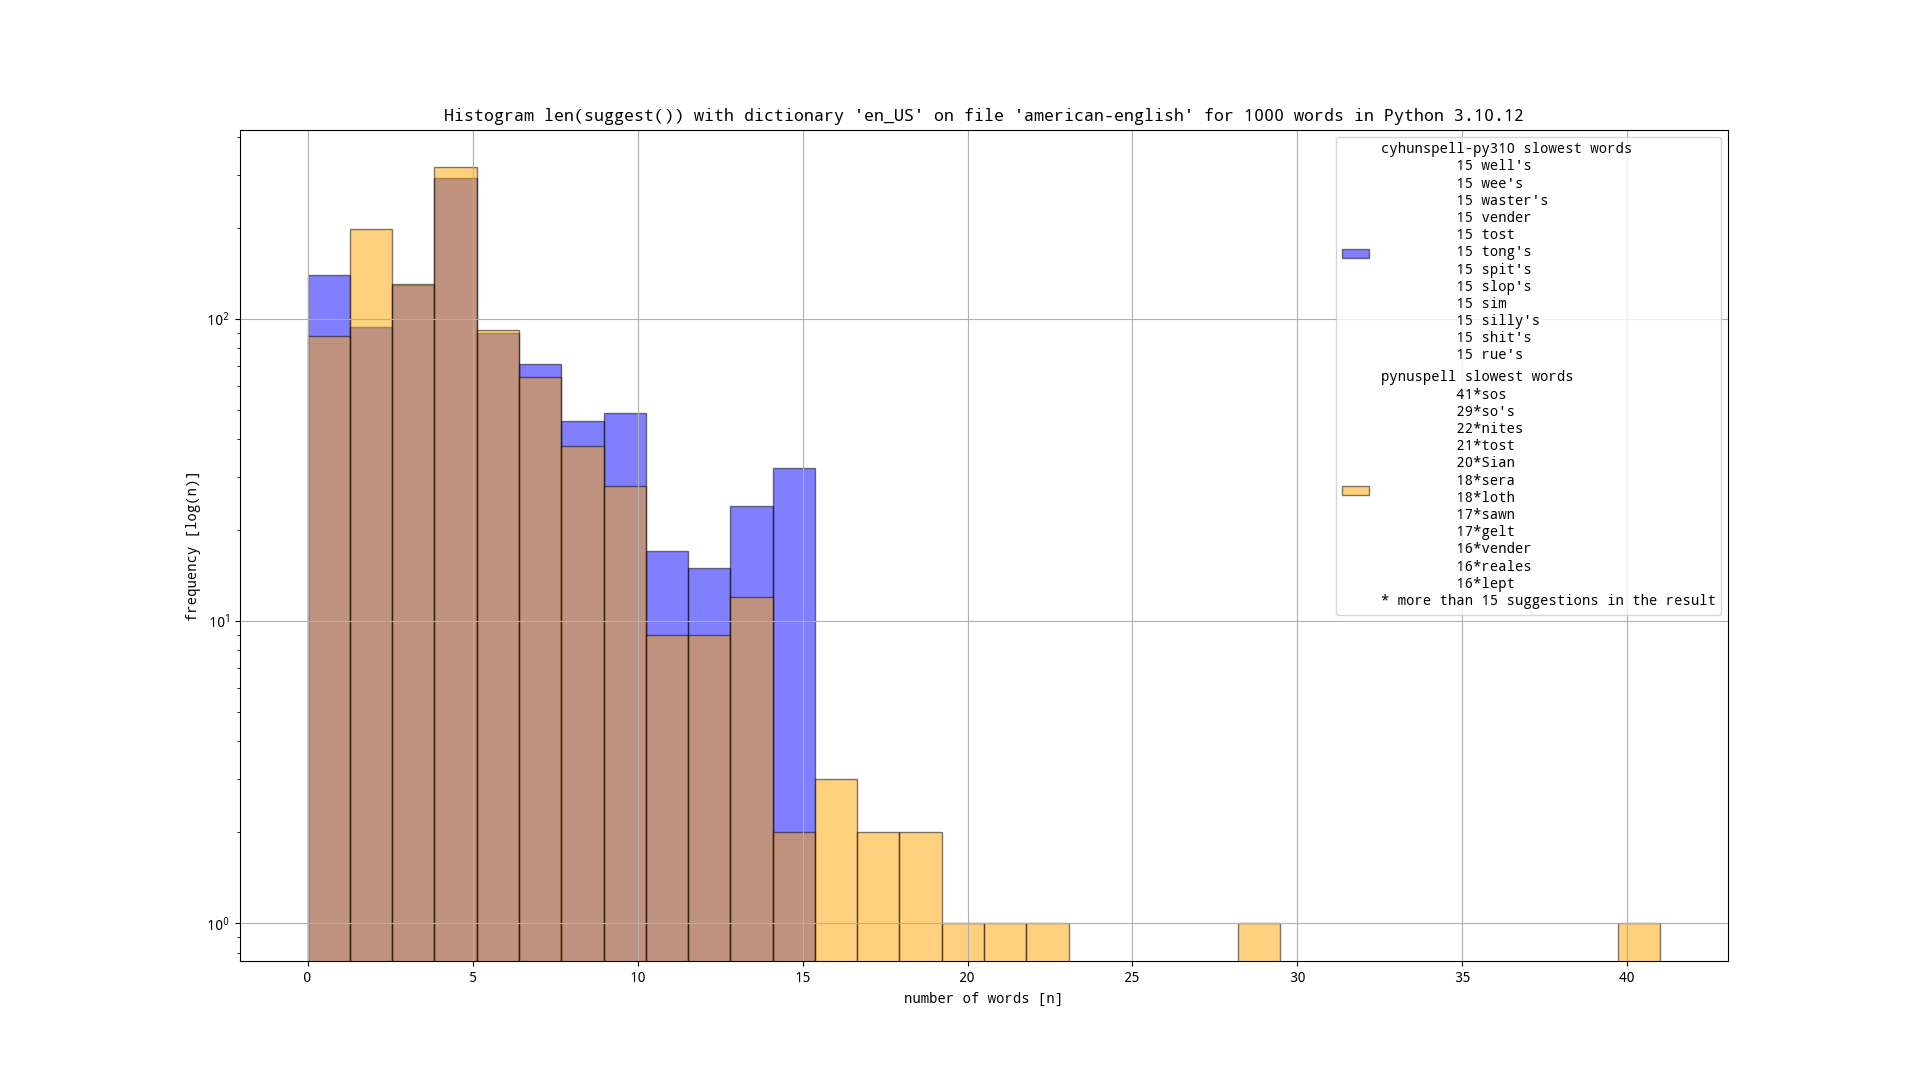 Histogram len(suggest()) with dictionary 'en_US' on file 'american-english' for 1000 words in Python 3.10.12
cyhunspell-py310 slowest words
15 well's
15 wee's
15 waster's
15 vender
15 tost
15 tong's
15 spit's
15 slop's
15 sim
15 silly's
15 shit's
15 rue's
pynuspell slowest words
41*sos
29*so's
22*nites
21*tost
20*Sian
18*sera
18*loth
17*sawn
17*gelt
16*vender
16*reales
16*lept
* more than 15 suggestions in the result
frequency [log(n)]
10²
10¹
10⁰
0 5 10 15 20 25 30 35 40
number of words [n]